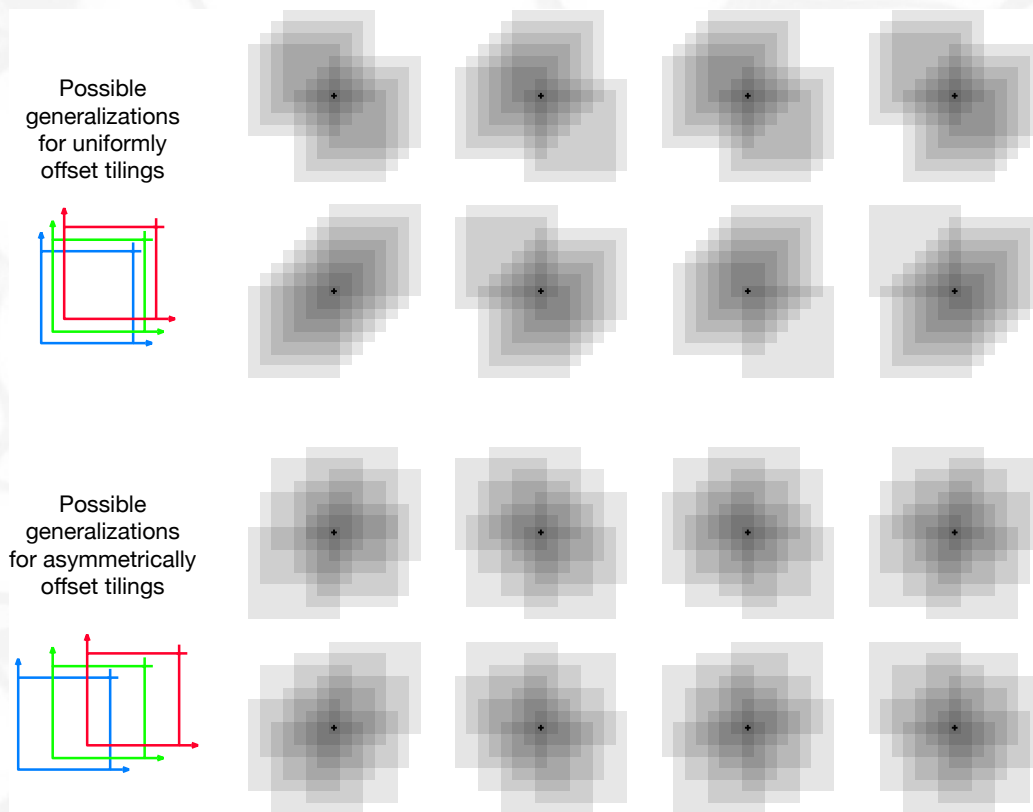 Possible
generalizations
for uniformly
offset tilings
Possible
generalizations
for asymmetrically
offset tilings